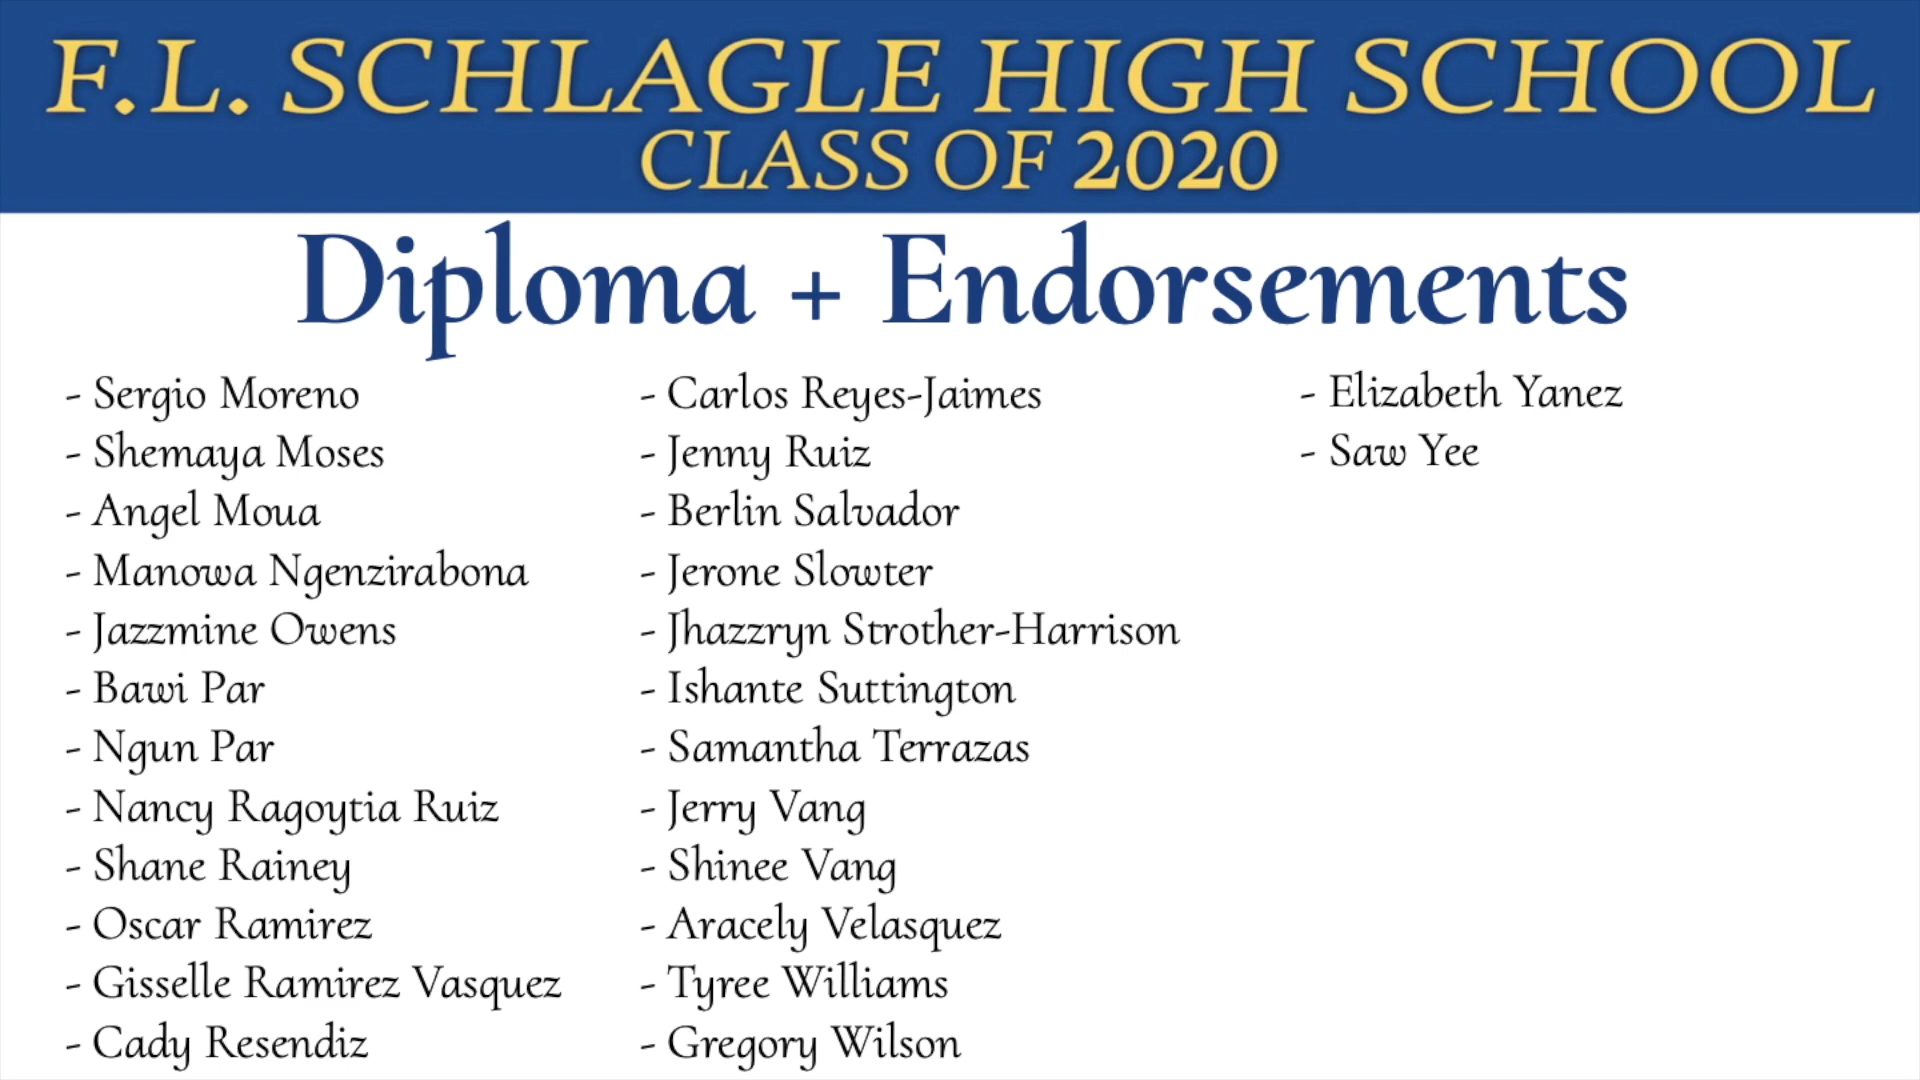 F.L. SCHLAGLE HIGH SCHOOL
CLASS OF 2020
Diploma + Endorsements
- Sergio Moreno
- Shemaya Moses
- Angel Moua
- Manowa Ngenzirabona
- Jazzmine Owens
- Bawi Par
- Ngun Par
- Nancy Ragoytia Ruiz
- Shane Rainey
- Oscar Ramirez
- Gisselle Ramirez Vasquez
- Cady Resendiz
- Carlos Reyes-Jaimes
- Jenny Ruiz
- Berlin Salvador
- Jerone Slowter
- Jhazzryn Strother-Harrison
- Ishante Suttington
- Samantha Terrazas
- Jerry Vang
- Shinee Vang
- Aracely Velasquez
- Tyree Williams
- Gregory Wilson
- Elizabeth Yanez
- Saw Yee